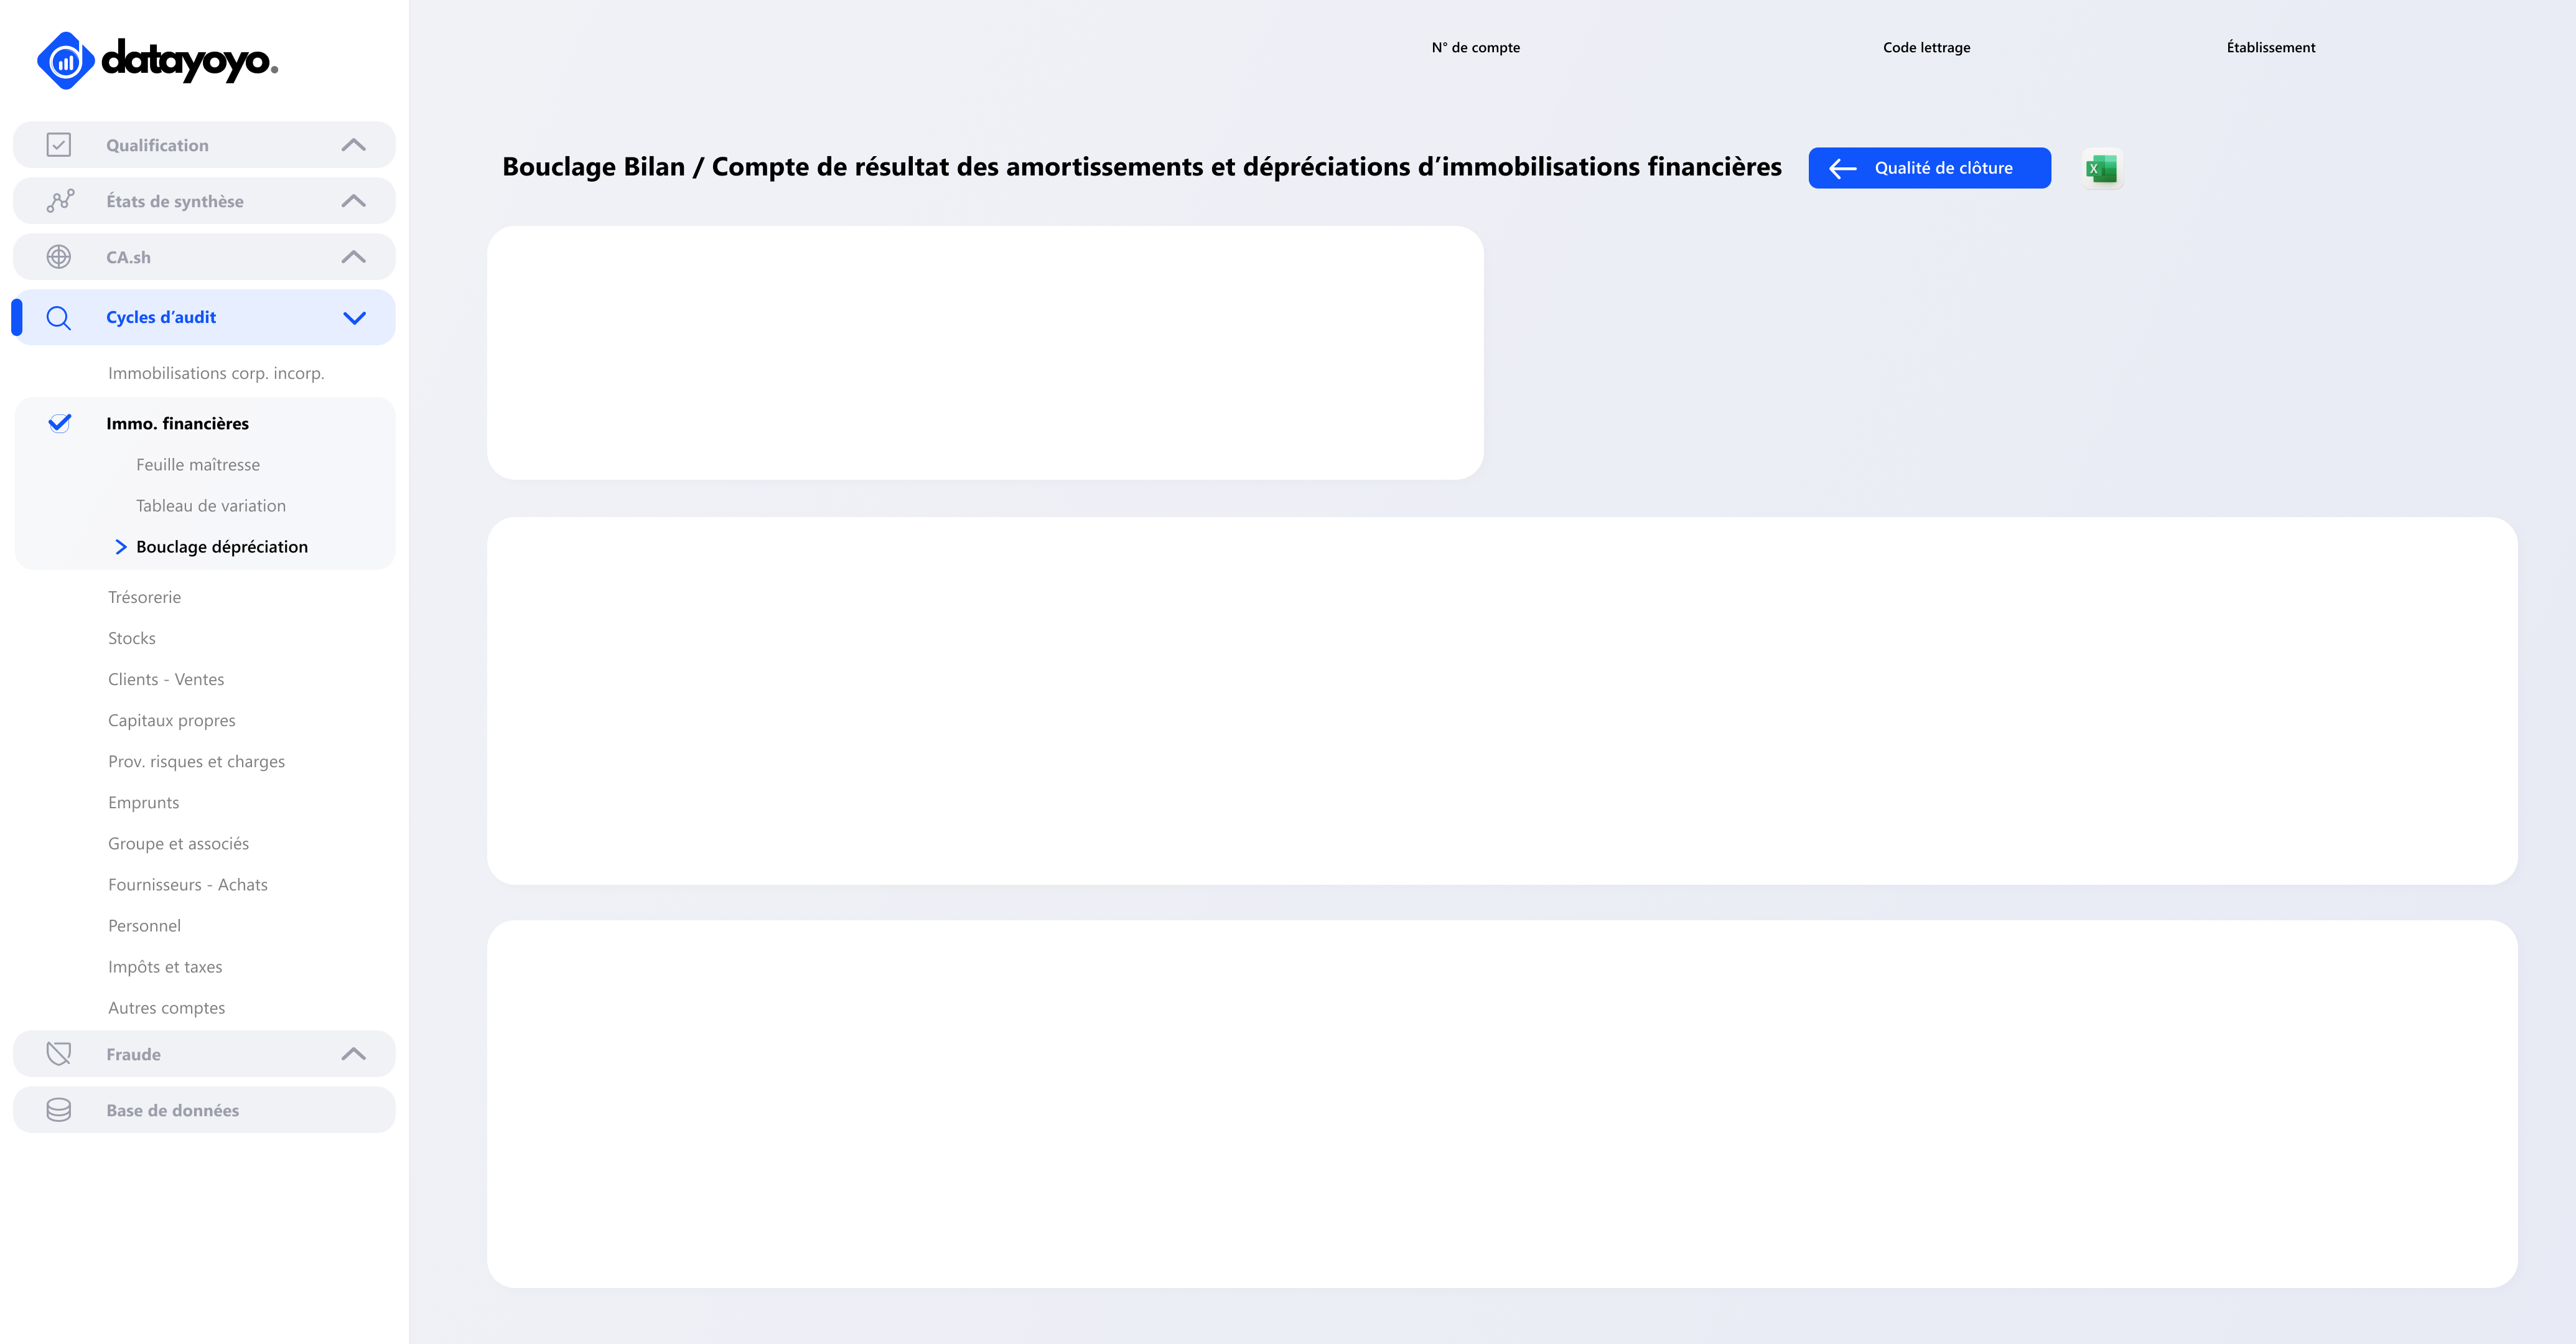 datayoyo.
Qualification
États de synthèse
CA.sh
Cycles d’audit
Immobilisations corp. incorp.
Immo. financières
Feuille maîtresse
Tableau de variation
Bouclage dépréciation
Trésorerie
Stocks
Clients - Ventes
Capitaux propres
Prov. risques et charges
Emprunts
Groupe et associés
Fournisseurs - Achats
Personnel
Impôts et taxes
Autres comptes
Fraude
Base de données
N° de compte
Code lettrage
Établissement
Bouclage Bilan / Compte de résultat des amortissements et dépréciations d’immobilisations financières
Qualité de clôture
X